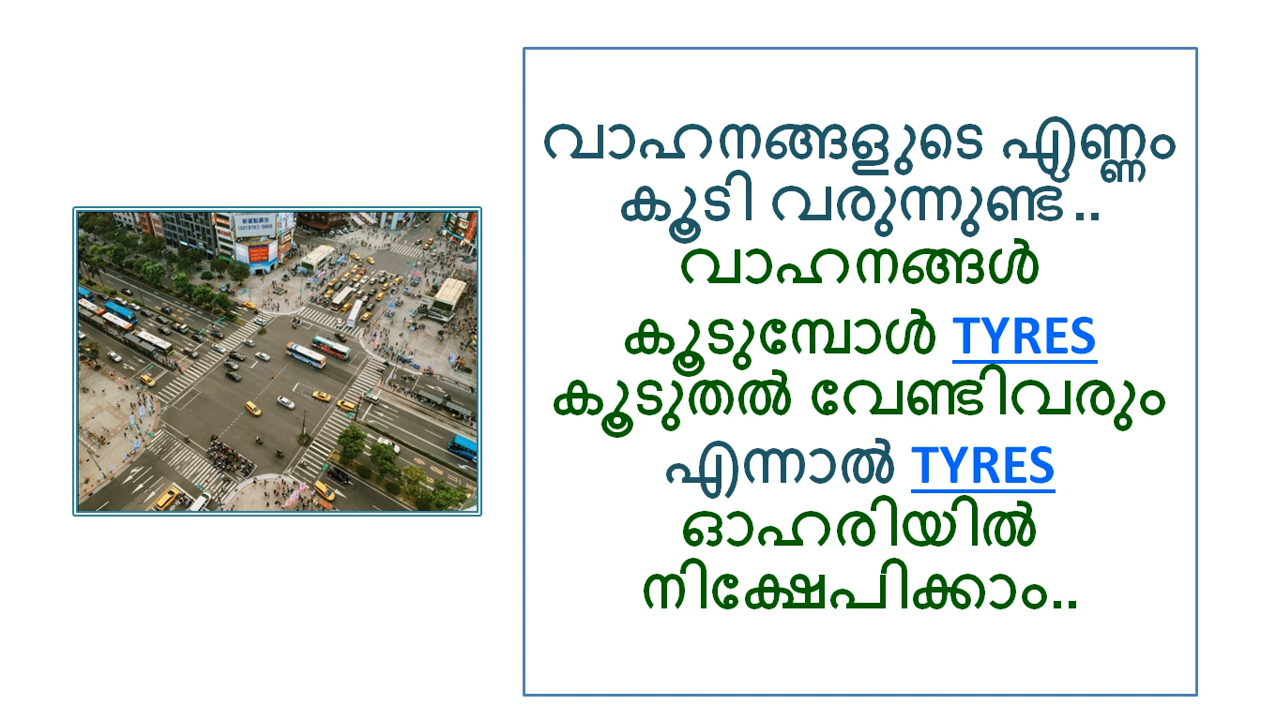 വാഹനങ്ങളുടെ എണ്ണം
കൂടി വരുന്നുണ്ട് ..
വാഹനങ്ങൾ
കൂടുമ്പോൾ TYRES
കൂടുതൽ വേണ്ടിവരും
എന്നാൽ TYRES
ഓഹരിയിൽ
നിക്ഷേപിക്കാം..